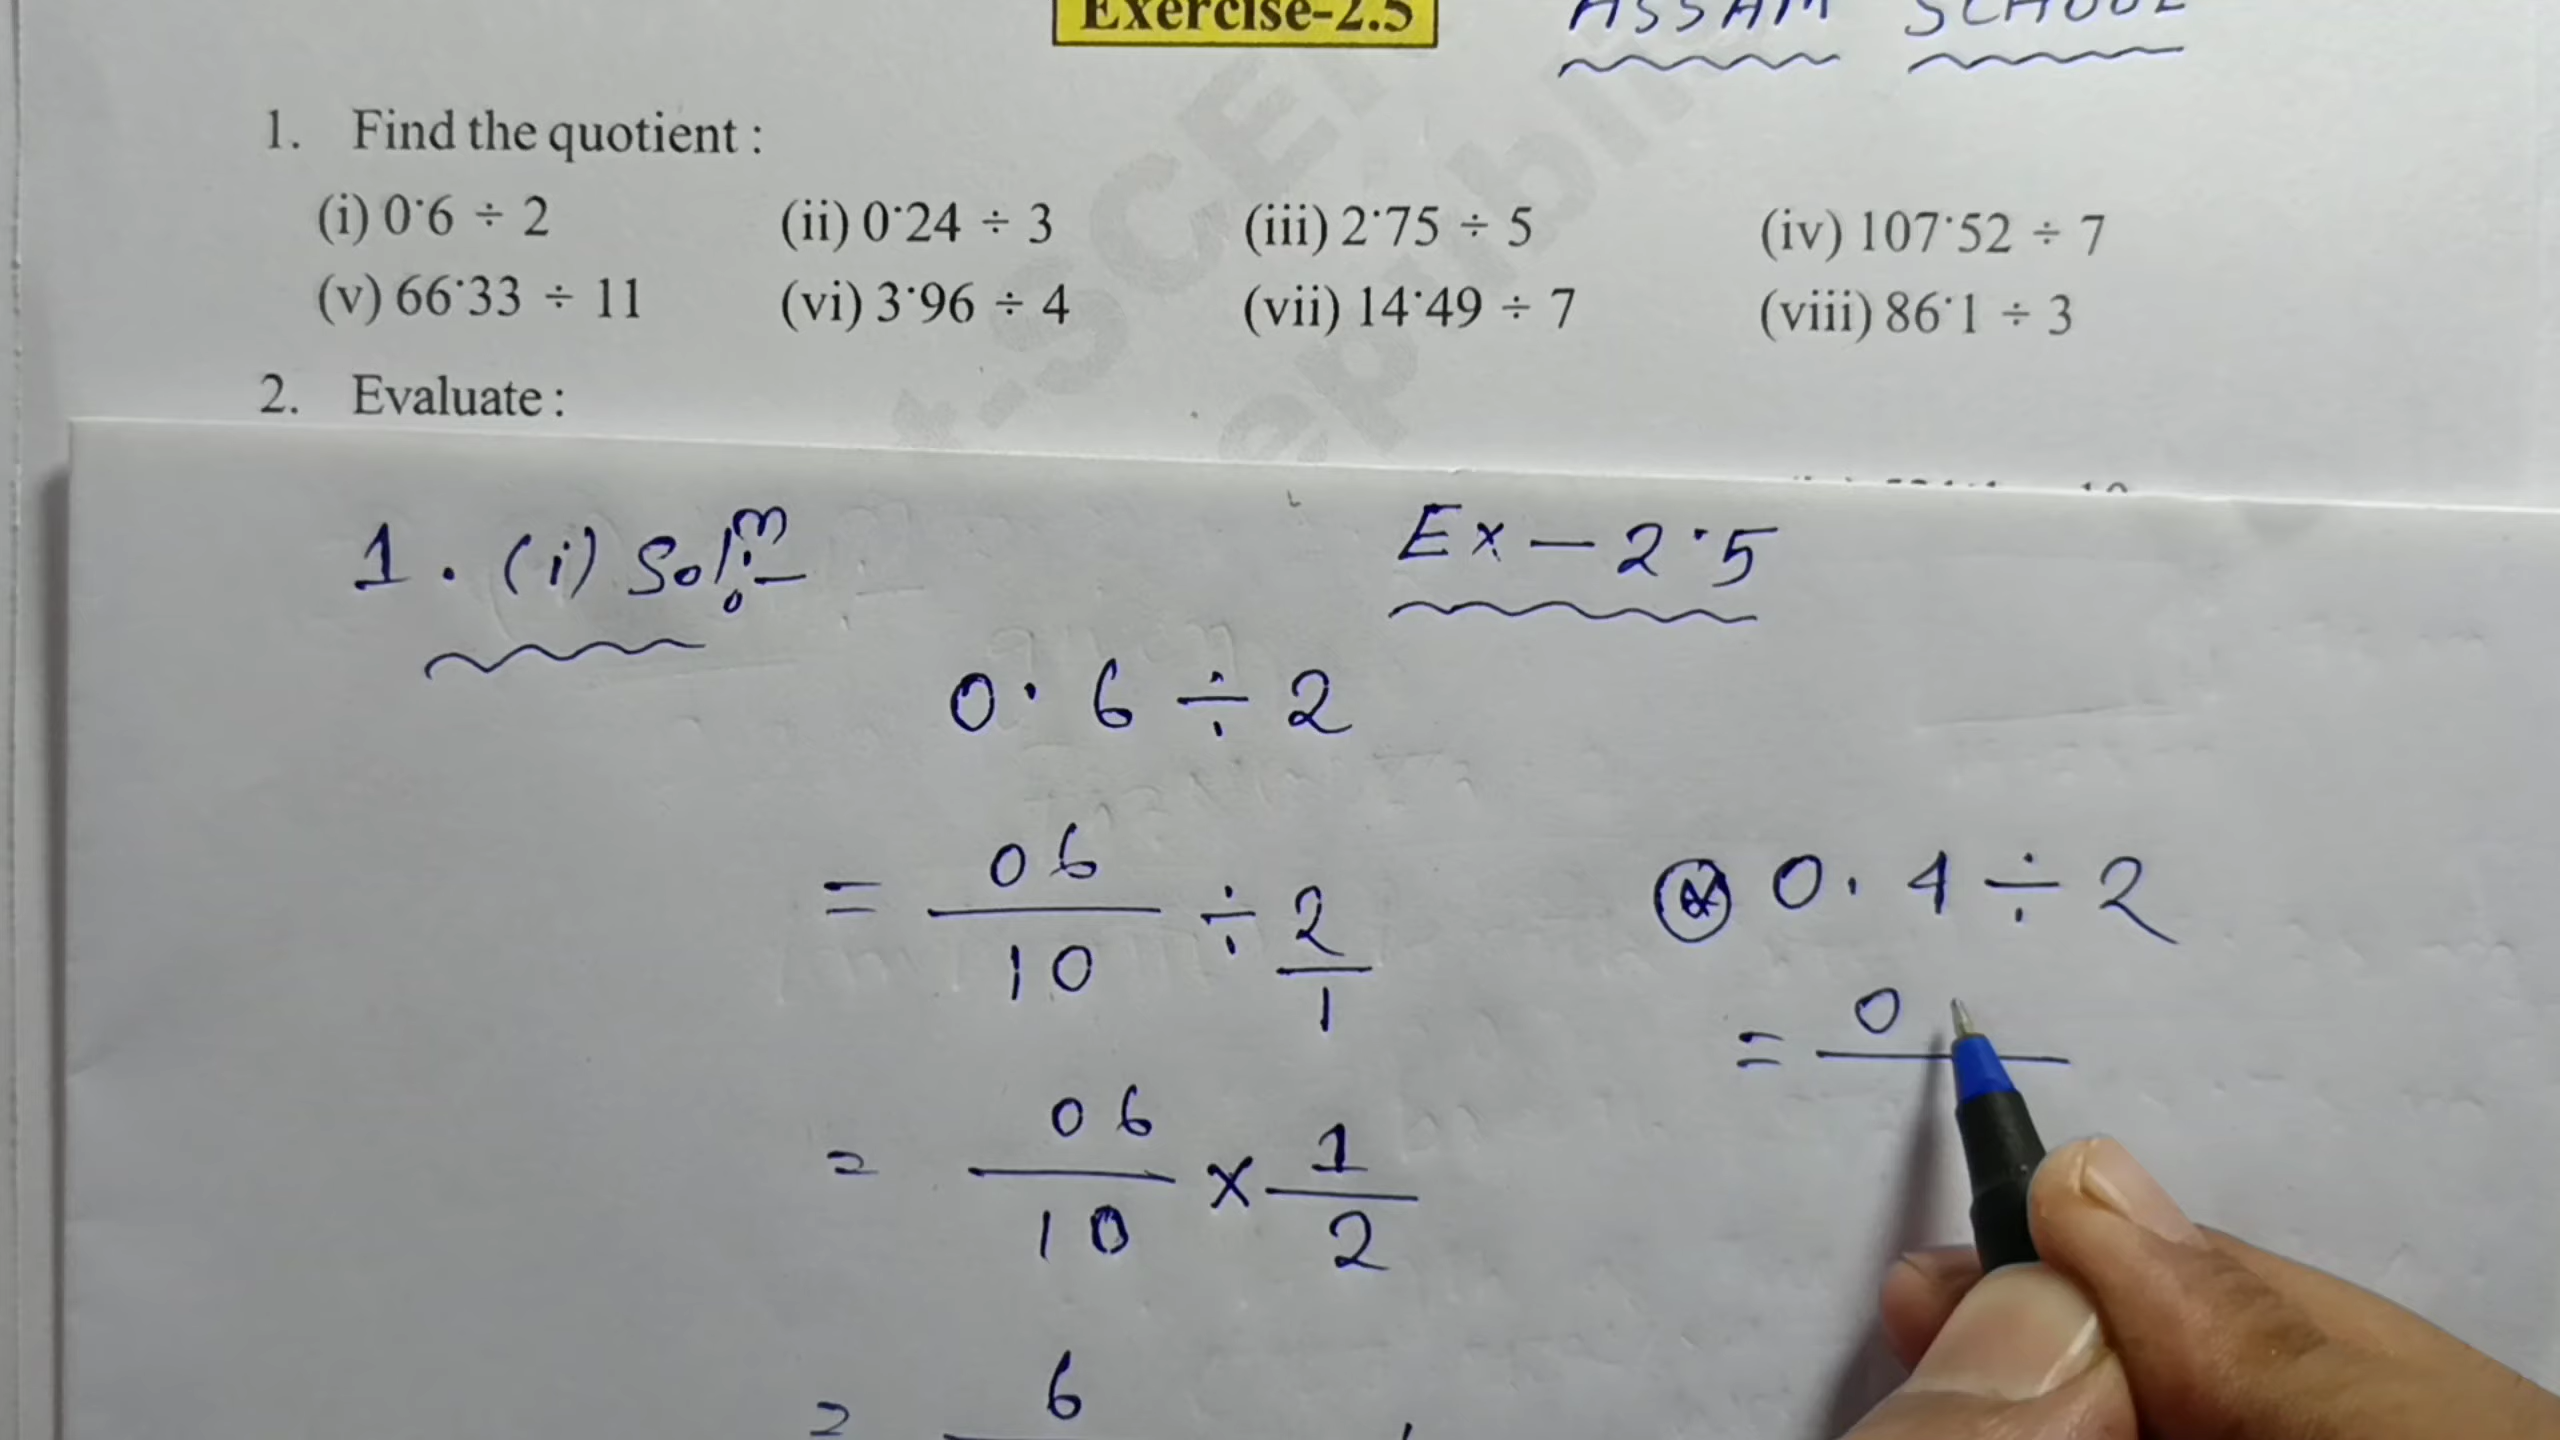 Exercise-2.5
ASSAM SCHOOL
1. Find the quotient :
(i) 0·6 ÷ 2 (ii) 0·24 ÷ 3 (iii) 2·75 ÷ 5 (iv) 107·52 ÷ 7
(v) 66·33 ÷ 11 (vi) 3·96 ÷ 4 (vii) 14·49 ÷ 7 (viii) 86·1 ÷ 3
2. Evaluate :
1. (i) Solⁿ:-
Ex - 2.5
0.6 ÷ 2
= 06/10 ÷ 2/1
= 06/10 × 1/2
= 6
0.4 ÷ 2
= 0